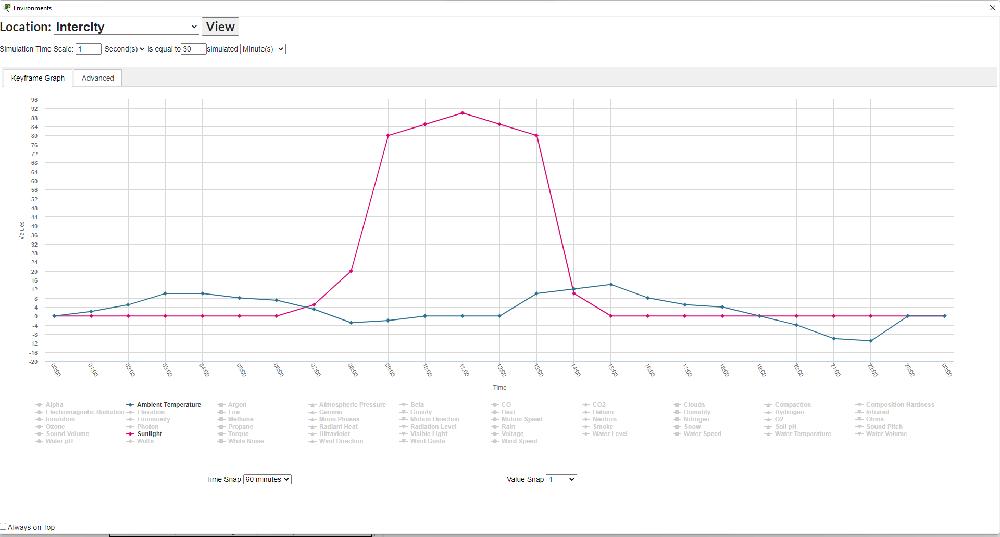 Environments
Location: Intercity View
Simulation Time Scale: 1 Second(s) is equal to 30 simulated Minute(s)
Keyframe Graph Advanced
96
92
88
84
80
76
72
68
64
60
56
52
48
44
40
36
32
28
24
20
16
12
8
4
0
-4
-8
-12
-16
-20
Values
00:00 01:00 02:00 03:00 04:00 05:00 06:00 07:00 08:00 09:00 10:00 11:00 12:00 13:00 14:00 15:00 16:00 17:00 18:00 19:00 20:00 21:00 22:00 23:00 00:00
Time
Alpha Ambient Temperature Argon Atmospheric Pressure Beta CO CO2 Clouds Compaction Composition Hardness
Electromagnetic Radiation Elevation Fire Gamma Gravity Heat Helium Humidity Hydrogen Infrared
Ionization Luminosity Methane Moon Phases Motion Direction Motion Speed Neutron Nitrogen O2 Ohms
Ozone Photon Propane Radiant Heat Radiation Level Rain Smoke Snow Soil pH Sound Pitch
Sound Volume Sunlight Torque Ultraviolet Visible Light Voltage Water Level Water Speed Water Temperature Water Volume
Water pH Watts White Noise Wind Direction Wind Gusts Wind Speed
Time Snap 60 minutes Value Snap 1
Always on Top